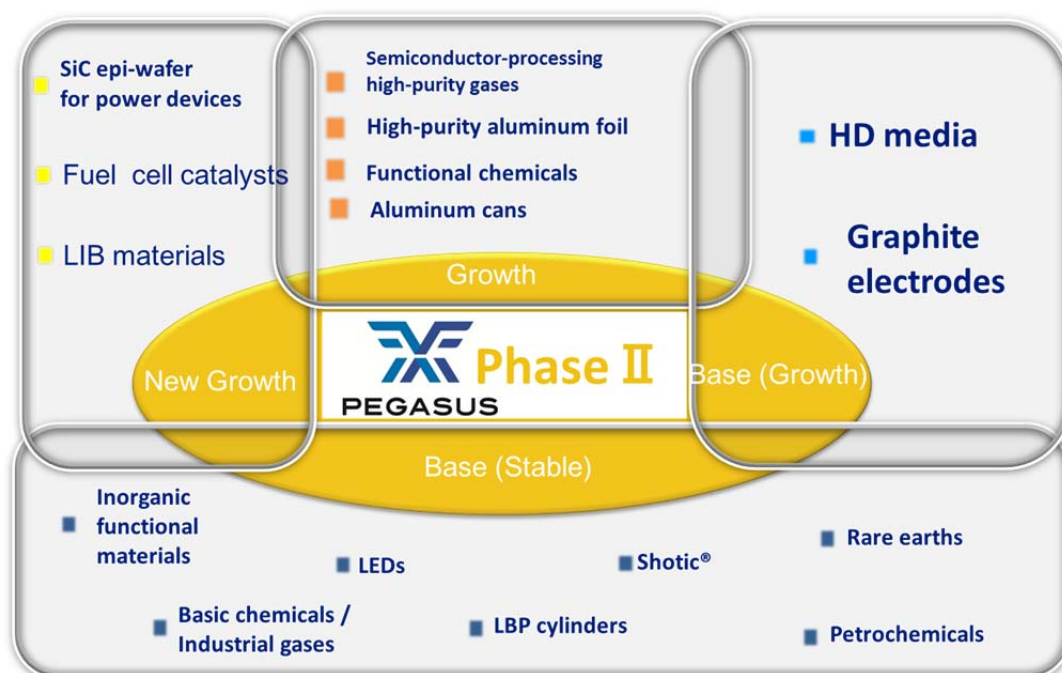 SiC epi-wafer
for power devices
Fuel cell catalysts
LIB materials
Semiconductor-processing
high-purity gases
High-purity aluminum foil
Functional chemicals
Aluminum cans
HD media
Graphite
electrodes
Growth
New Growth
PEGASUS
Phase Ⅱ
Base (Growth)
Base (Stable)
Inorganic
functional
materials
LEDs
Shotic®
Rare earths
Basic chemicals /
Industrial gases
LBP cylinders
Petrochemicals